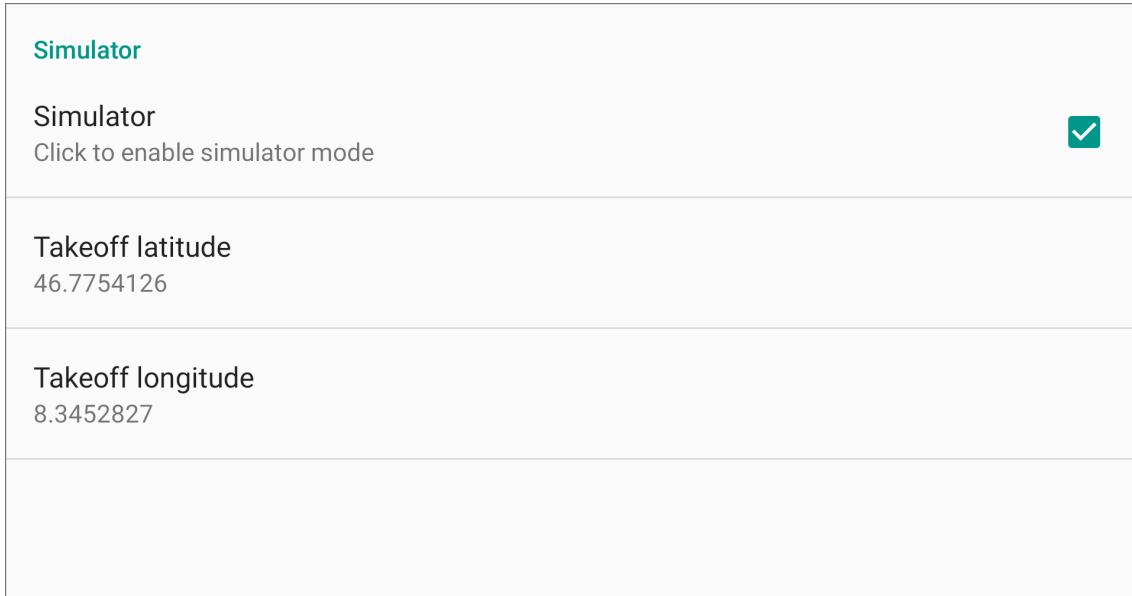 Simulator
Simulator
Click to enable simulator mode
Takeoff latitude
46.7754126
Takeoff longitude
8.3452827